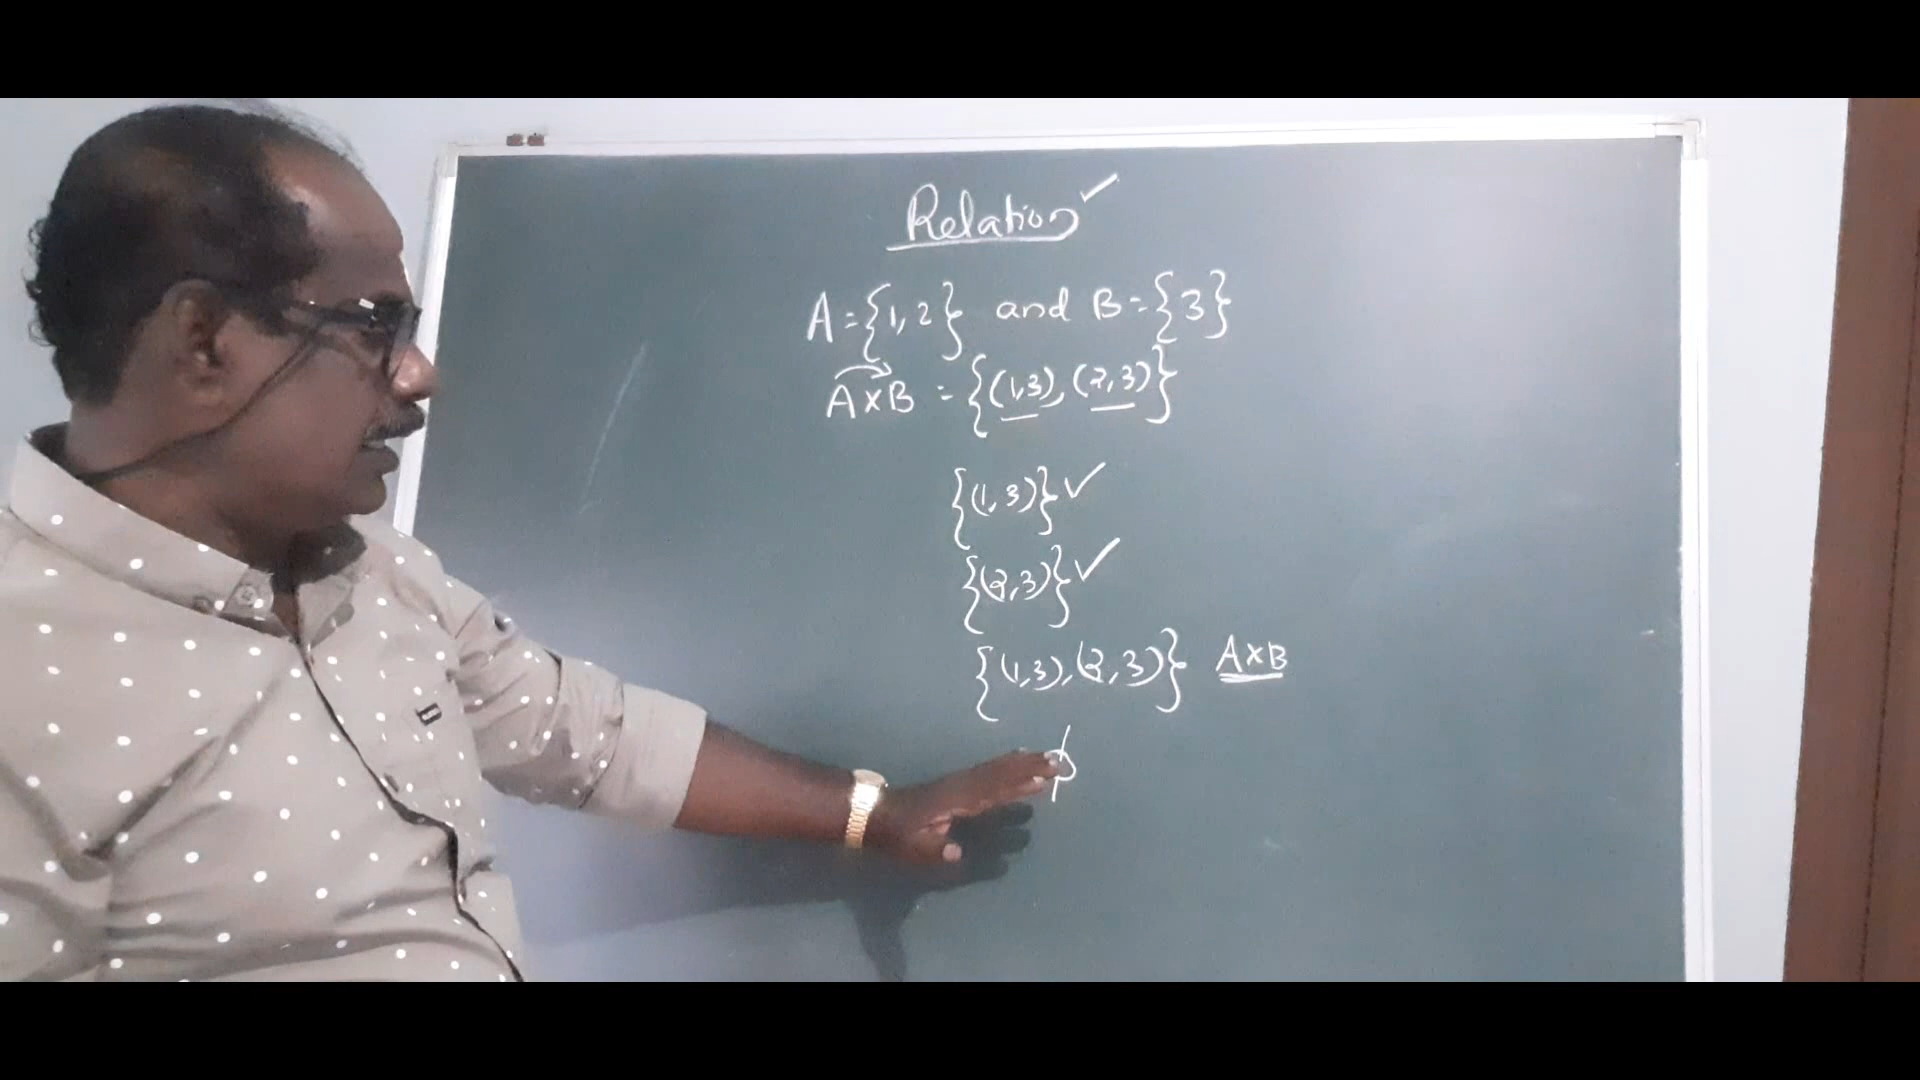 Relation ✓
A = {1, 2} and B = {3}
A×B = {(1,3), (2,3)}
{(1, 3)} ✓
{(2, 3)} ✓
{(1,3), (2, 3)} A×B
ϕ